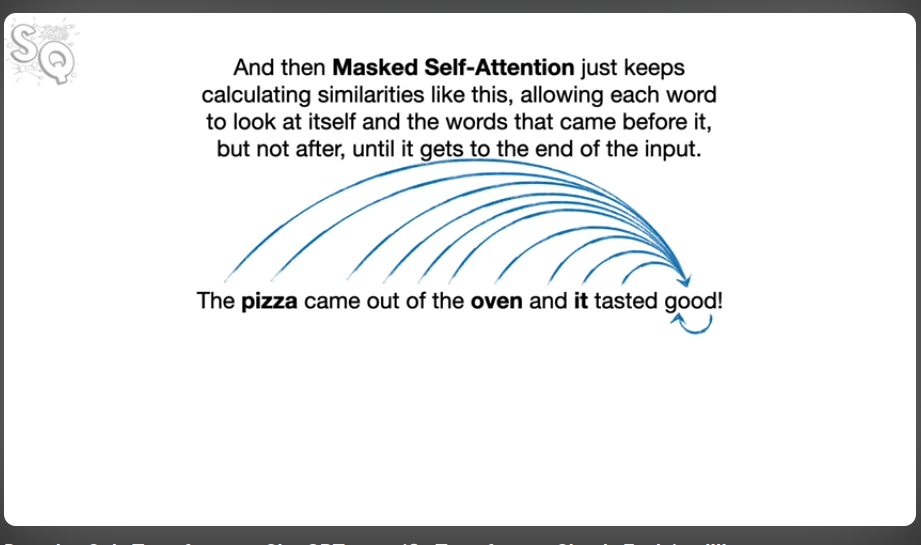 SQ
And then Masked Self-Attention just keeps
calculating similarities like this, allowing each word
to look at itself and the words that came before it,
but not after, until it gets to the end of the input.
The pizza came out of the oven and it tasted good!